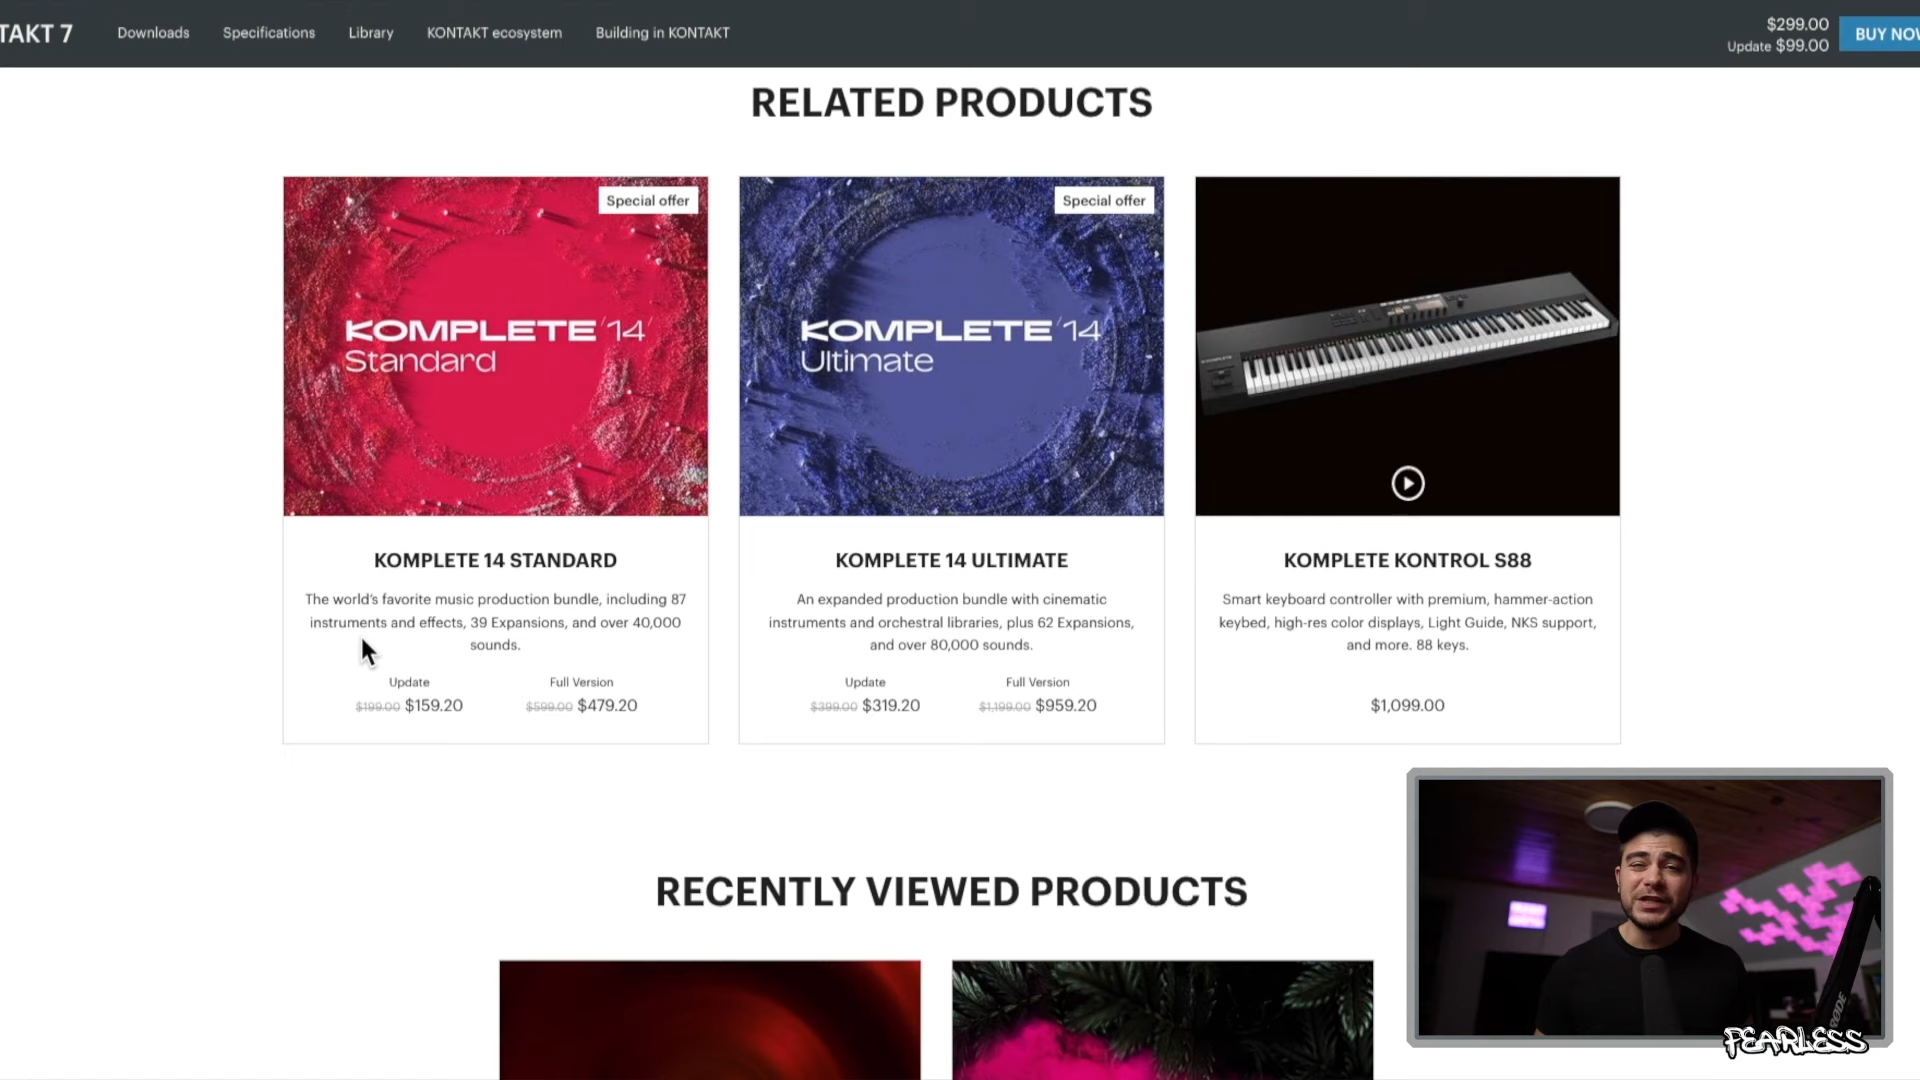 TAKT 7
Downloads
Specifications
Library
KONTAKT ecosystem
Building in KONTAKT
$299.00
Update $99.00
BUY NOW
RELATED PRODUCTS
Special offer
KOMPLETE 14
Standard
KOMPLETE 14 STANDARD
The world's favorite music production bundle, including 87
instruments and effects, 39 Expansions, and over 40,000
sounds.
Update
$199.00 $159.20
Full Version
$599.00 $479.20
Special offer
KOMPLETE 14
Ultimate
KOMPLETE 14 ULTIMATE
An expanded production bundle with cinematic
instruments and orchestral libraries, plus 62 Expansions,
and over 80,000 sounds.
Update
$399.00 $319.20
Full Version
$1,199.00 $959.20
KOMPLETE KONTROL S88
Smart keyboard controller with premium, hammer-action
keybed, high-res color displays, Light Guide, NKS support,
and more. 88 keys.
$1,099.00
RECENTLY VIEWED PRODUCTS
RODE
FEARLESS